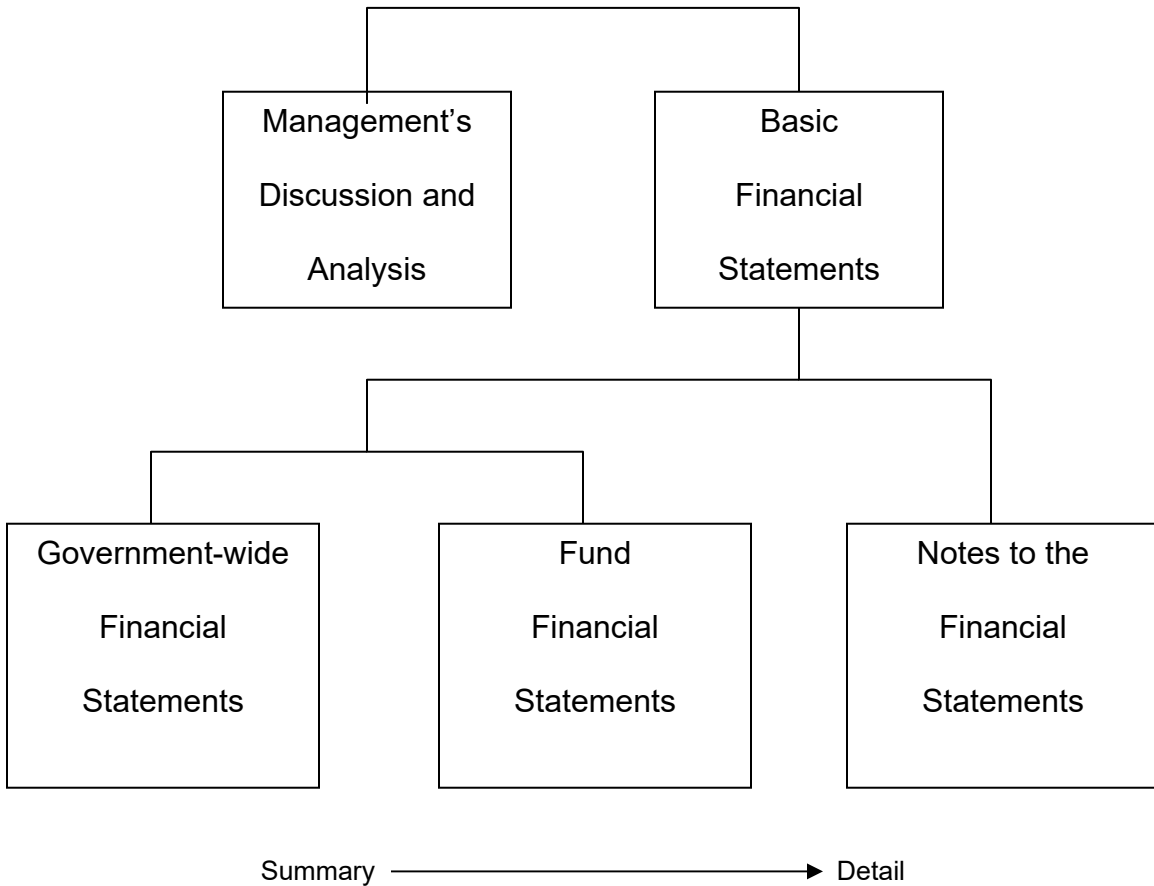 Management’s
Discussion and
Analysis
Basic
Financial
Statements
Government-wide
Financial
Statements
Fund
Financial
Statements
Notes to the
Financial
Statements
Summary
Detail